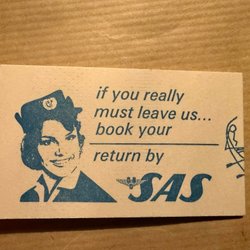 if you really
must leave us...
book your
return by
SAS